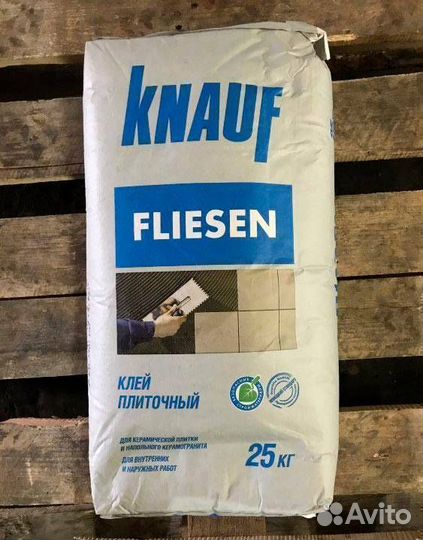 KNAUF
FLIESEN
КЛЕЙ
ПЛИТОЧНЫЙ
ДЛЯ КЕРАМИЧЕСКОЙ ПЛИТКИ
И НАПОЛЬНОГО КЕРАМОГРАНИТА
ДЛЯ ВНУТРЕННИХ
И НАРУЖНЫХ РАБОТ
25 КГ
Avito